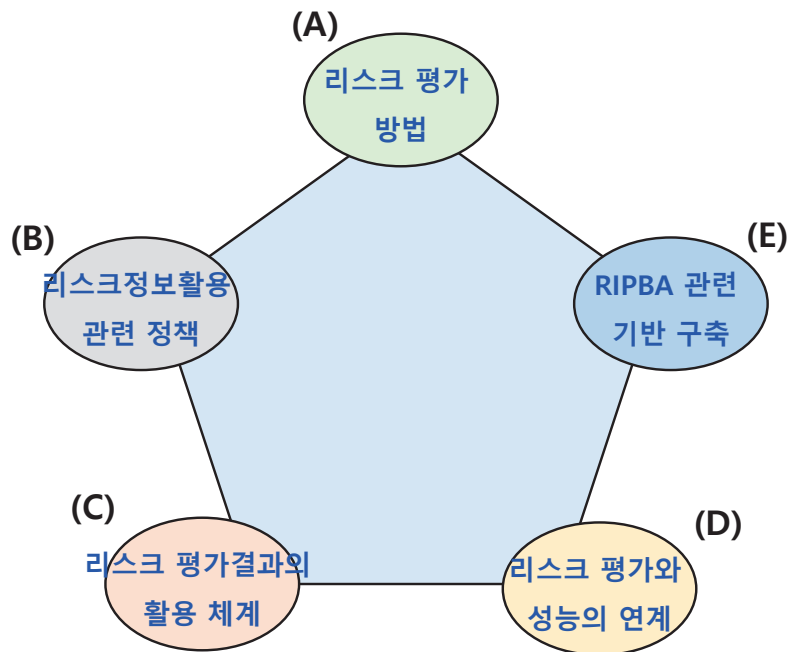 (A)
리스크 평가
방법
(B)
리스크정보활용
관련 정책
(E)
RIPBA 관련
기반 구축
(C)
리스크 평가결과의
활용 체계
(D)
리스크 평가와
성능의 연계